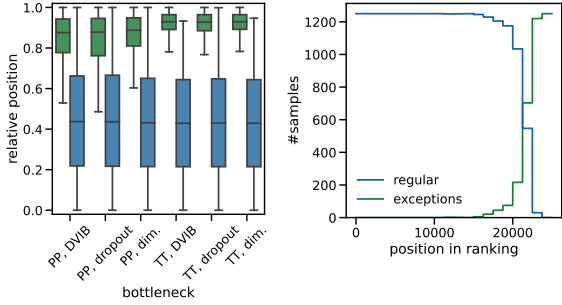 1.0
0.8
0.6
0.4
0.2
0.0
relative position
PP, DVIB
PP, dropout
PP, dim.
TT, DVIB
TT, dropout
TT, dim.
bottleneck
1200
1000
800
600
400
200
0
#samples
regular
exceptions
0
10000
20000
position in ranking